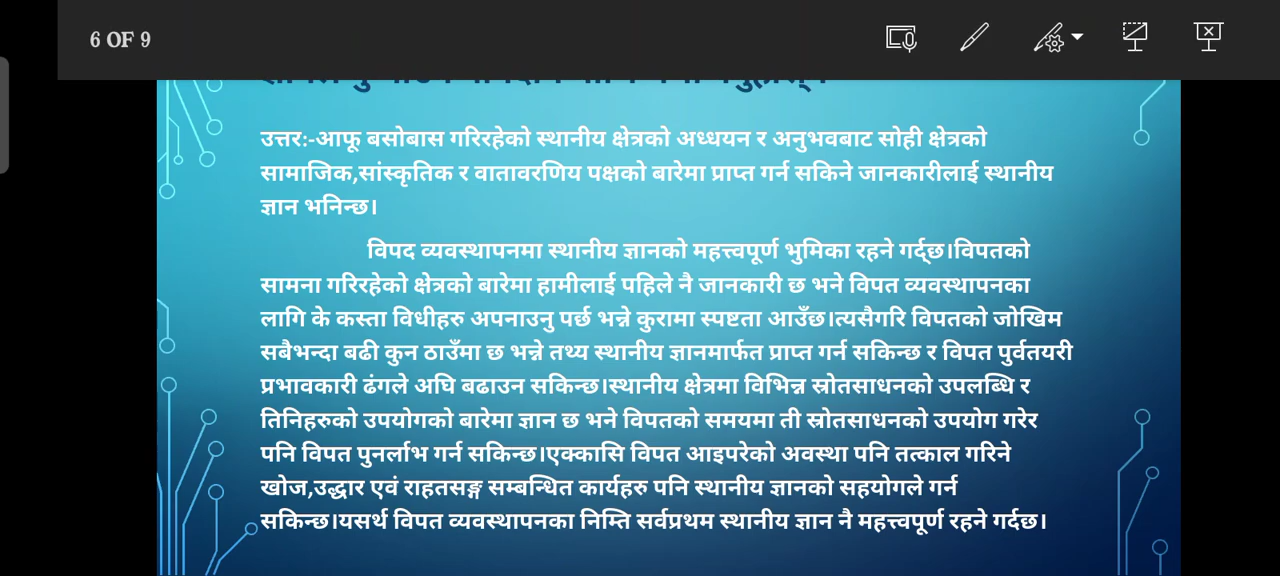 6 OF 9
उत्तर:-आफू बसोबास गरिरहेको स्थानीय क्षेत्रको अध्धयन र अनुभवबाट सोही क्षेत्रको
सामाजिक,सांस्कृतिक र वातावरणिय पक्षको बारेमा प्राप्त गर्न सकिने जानकारीलाई स्थानीय
ज्ञान भनिन्छ।
विपद व्यवस्थापनमा स्थानीय ज्ञानको महत्त्वपूर्ण भुमिका रहने गर्द्छ।विपतको
सामना गरिरहेको क्षेत्रको बारेमा हामीलाई पहिले नै जानकारी छ भने विपत व्यवस्थापनका
लागि के कस्ता विधीहरु अपनाउनु पर्छ भन्ने कुरामा स्पष्टता आउँछ।त्यसैगरि विपतको जोखिम
सबैभन्दा बढी कुन ठाउँमा छ भन्ने तथ्य स्थानीय ज्ञानमार्फत प्राप्त गर्न सकिन्छ र विपत पुर्वतयरी
प्रभावकारी ढंगले अघि बढाउन सकिन्छ।स्थानीय क्षेत्रमा विभिन्न स्रोतसाधनको उपलब्धि र
तिनिहरुको उपयोगको बारेमा ज्ञान छ भने विपतको समयमा ती स्रोतसाधनको उपयोग गरेर
पनि विपत पुनर्लाभ गर्न सकिन्छ।एक्कासि विपत आइपरेको अवस्था पनि तत्काल गरिने
खोज,उद्धार एवं राहतसङ्ग सम्बन्धित कार्यहरु पनि स्थानीय ज्ञानको सहयोगले गर्न
सकिन्छ।यसर्थ विपत व्यवस्थापनका निम्ति सर्वप्रथम स्थानीय ज्ञान नै महत्त्वपूर्ण रहने गर्दछ।